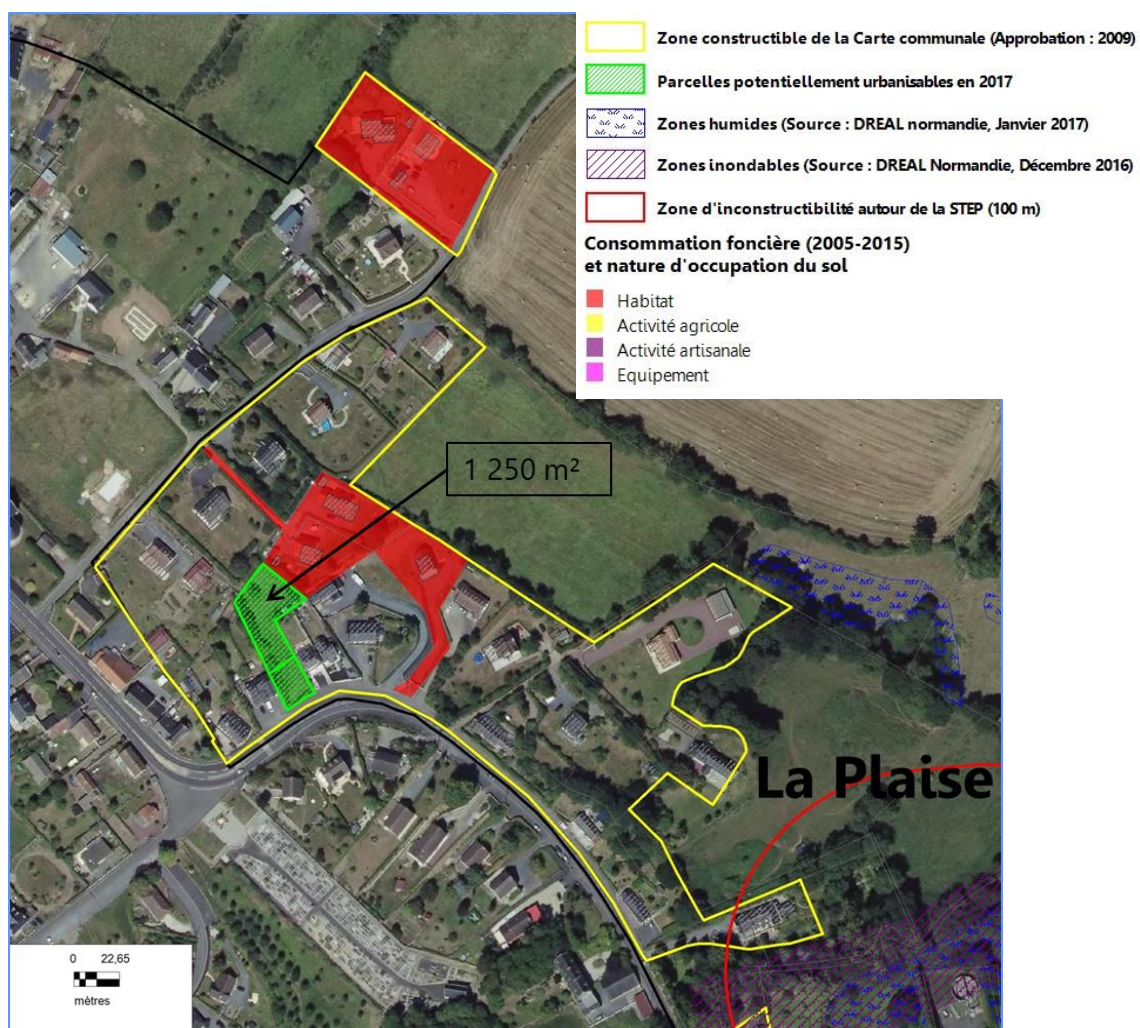 Zone constructible de la Carte communale (Approbation : 2009)
Parcelles potentiellement urbanisables en 2017
Zones humides (Source : DREAL normandie, Janvier 2017)
Zones inondables (Source : DREAL Normandie, Décembre 2016)
Zone d'inconstructibilité autour de la STEP (100 m)
Consommation foncière (2005-2015)
et nature d'occupation du sol
Habitat
Activité agricole
Activité artisanale
Equipement
1 250 m²
La Plaise
0 22,65
mètres